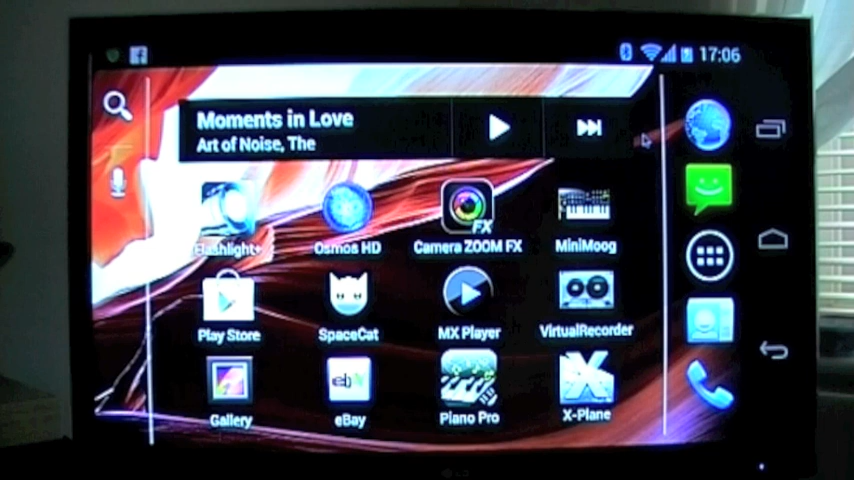 17:06
Moments in Love
Art of Noise, The
Flashlight+
Osmos HD
Camera ZOOM FX
FX
MiniMoog
Play Store
SpaceCat
MX Player
VirtualRecorder
Gallery
eBay
Piano Pro
X-Plane